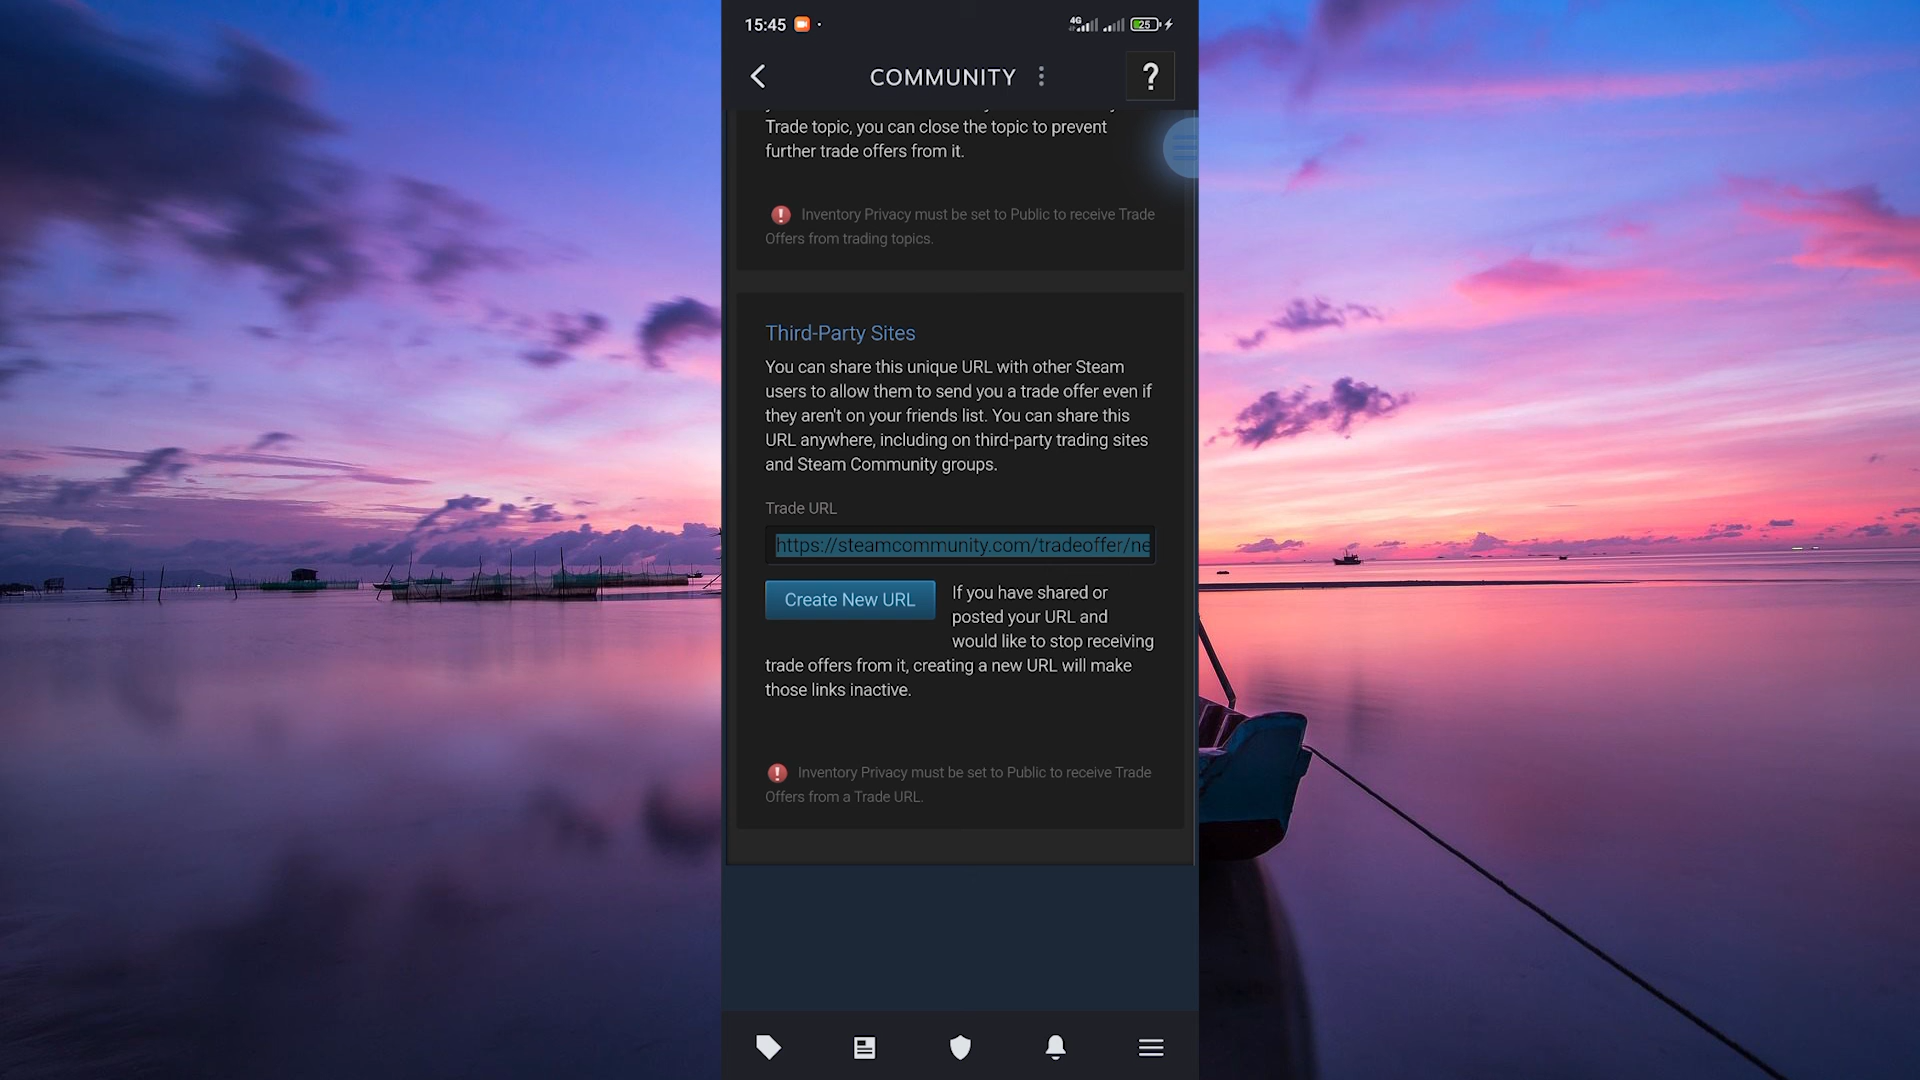 15:45
4G
25
COMMUNITY
?
Trade topic, you can close the topic to prevent
further trade offers from it.
Inventory Privacy must be set to Public to receive Trade
Offers from trading topics.
Third-Party Sites
You can share this unique URL with other Steam
users to allow them to send you a trade offer even if
they aren't on your friends list. You can share this
URL anywhere, including on third-party trading sites
and Steam Community groups.
Trade URL
https://steamcommunity.com/tradeoffer/ne
Create New URL
If you have shared or
posted your URL and
would like to stop receiving
trade offers from it, creating a new URL will make
those links inactive.
Inventory Privacy must be set to Public to receive Trade
Offers from a Trade URL.